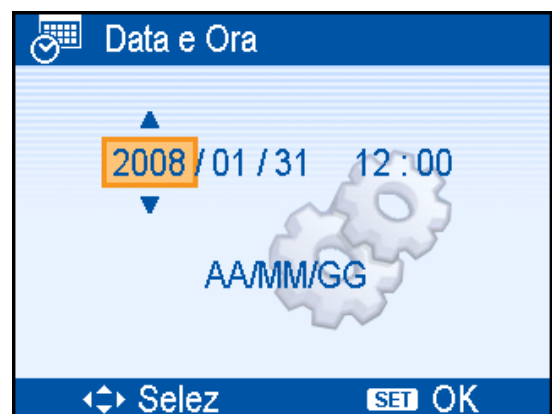 Data e Ora
2008 / 01 / 31 12 : 00
AA/MM/GG
Selez SET OK